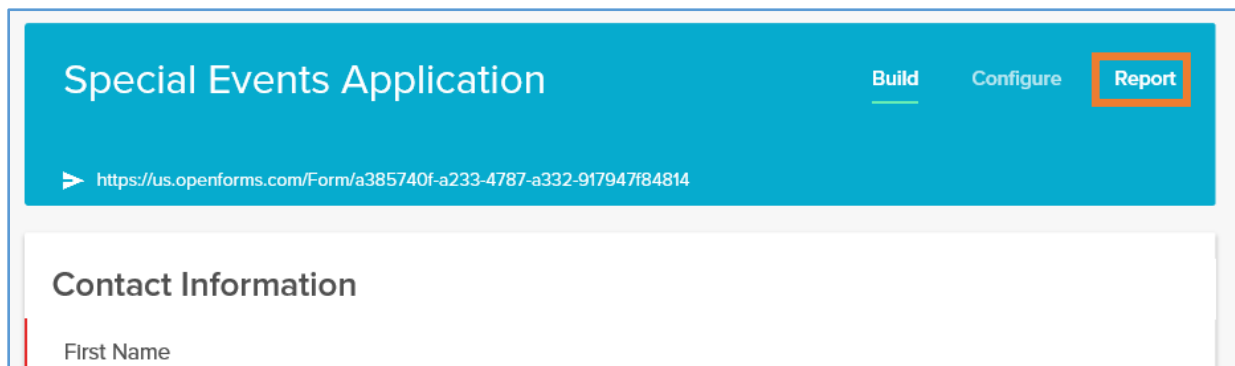 Special Events Application
Build Configure Report
https://us.openforms.com/Form/a385740f-a233-4787-a332-917947f84814
Contact Information
First Name